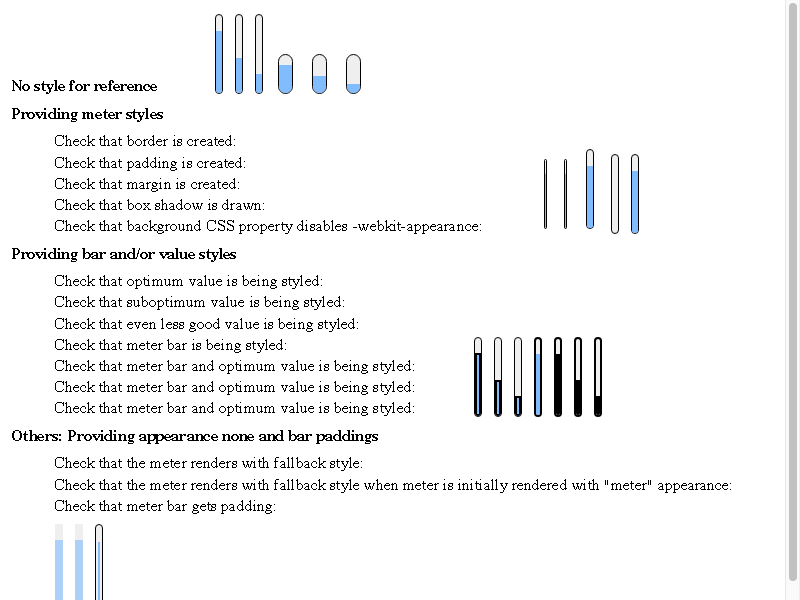 No style for reference
Providing meter styles
Check that border is created:
Check that padding is created:
Check that margin is created:
Check that box shadow is drawn:
Check that background CSS property disables -webkit-appearance:
Providing bar and/or value styles
Check that optimum value is being styled:
Check that suboptimum value is being styled:
Check that even less good value is being styled:
Check that meter bar is being styled:
Check that meter bar and optimum value is being styled:
Check that meter bar and optimum value is being styled:
Check that meter bar and optimum value is being styled:
Others: Providing appearance none and bar paddings
Check that the meter renders with fallback style:
Check that the meter renders with fallback style when meter is initially rendered with "meter" appearance:
Check that meter bar gets padding: